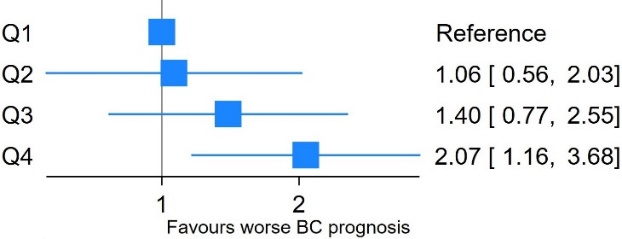 Q1 Reference
Q2 1.06 [ 0.56, 2.03]
Q3 1.40 [ 0.77, 2.55]
Q4 2.07 [ 1.16, 3.68]
1 2
Favours worse BC prognosis